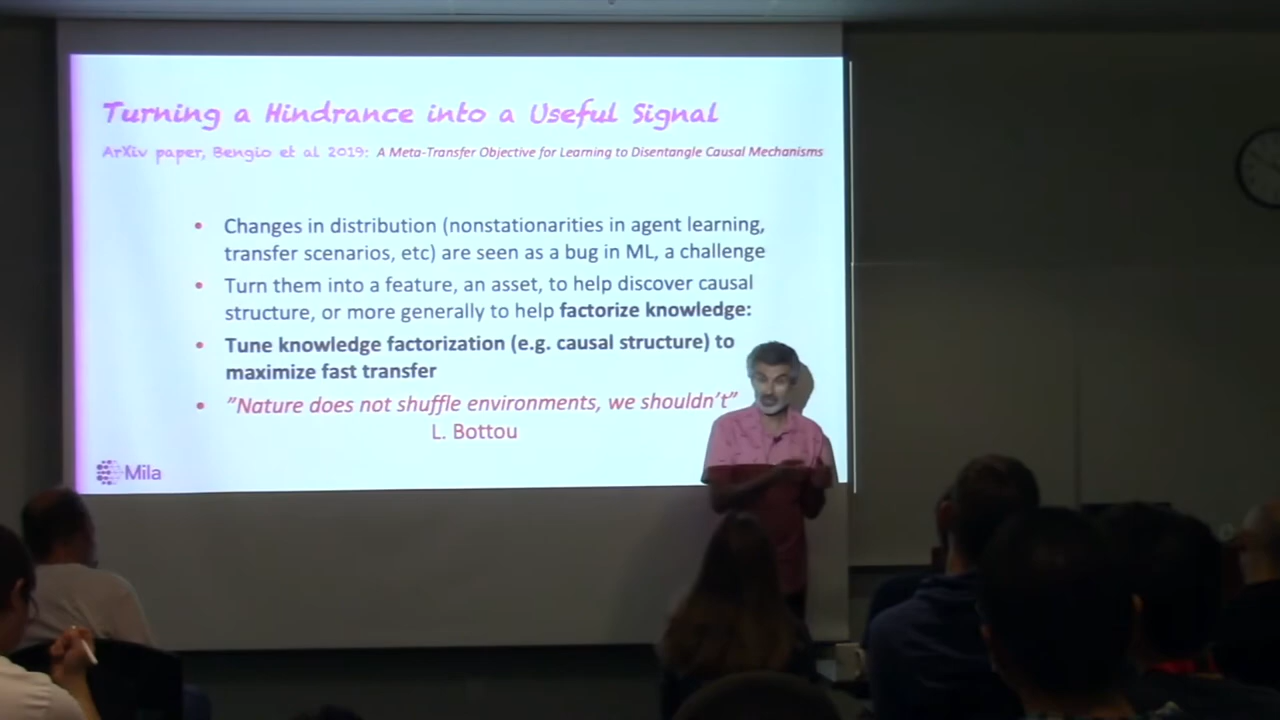 Turning a Hindrance into a Useful Signal
ArXiv paper, Bengio et al 2019: A Meta-Transfer Objective for Learning to Disentangle Causal Mechanisms
• Changes in distribution (nonstationarities in agent learning,
transfer scenarios, etc) are seen as a bug in ML, a challenge
• Turn them into a feature, an asset, to help discover causal
structure, or more generally to help factorize knowledge:
• Tune knowledge factorization (e.g. causal structure) to
maximize fast transfer
• ”Nature does not shuffle environments, we shouldn’t”
L. Bottou
Mila